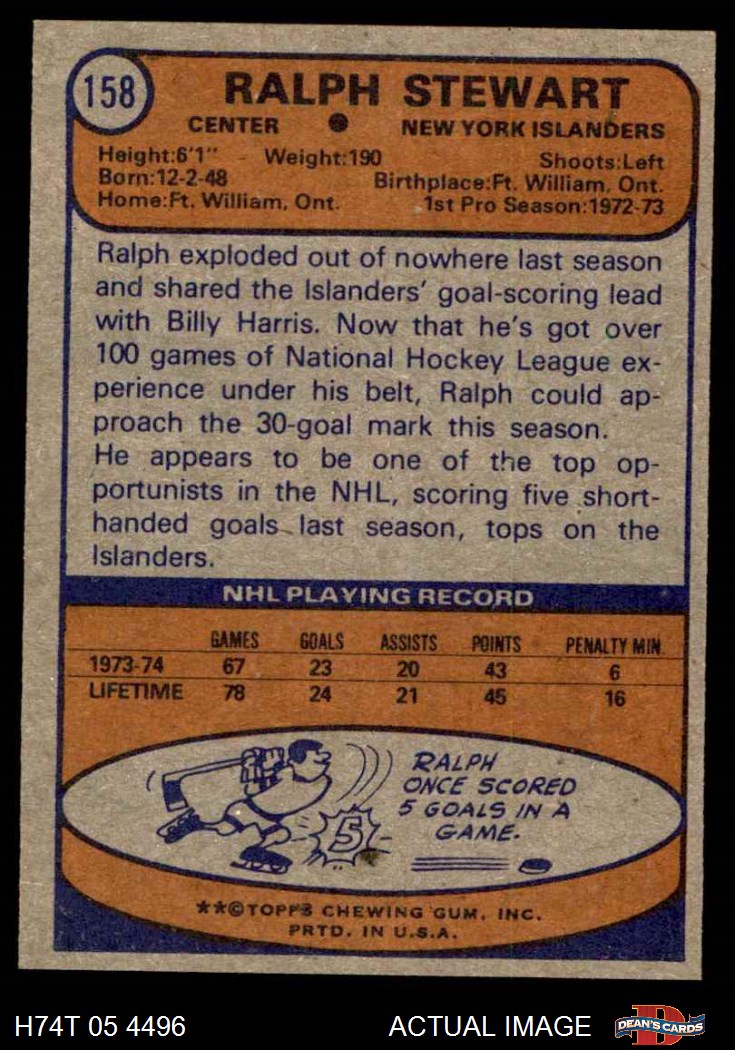 158
RALPH STEWART
CENTER ● NEW YORK ISLANDERS
Height:6'1" Weight:190 Shoots:Left
Born:12-2-48 Birthplace:Ft. William, Ont.
Home:Ft. William, Ont. 1st Pro Season:1972-73
Ralph exploded out of nowhere last season
and shared the Islanders' goal-scoring lead
with Billy Harris. Now that he's got over
100 games of National Hockey League ex-
perience under his belt, Ralph could ap-
proach the 30-goal mark this season.
He appears to be one of the top op-
portunists in the NHL, scoring five short-
handed goals last season, tops on the
Islanders.
NHL PLAYING RECORD
GAMES GOALS ASSISTS POINTS PENALTY MIN.
1973-74 67 23 20 43 6
LIFETIME 78 24 21 45 16
RALPH
ONCE SCORED
5 GOALS IN A
GAME.
5
**©TOPPS CHEWING GUM, INC.
PRTD. IN U.S.A.
H74T 05 4496 ACTUAL IMAGE
D
DEAN'S CARDS